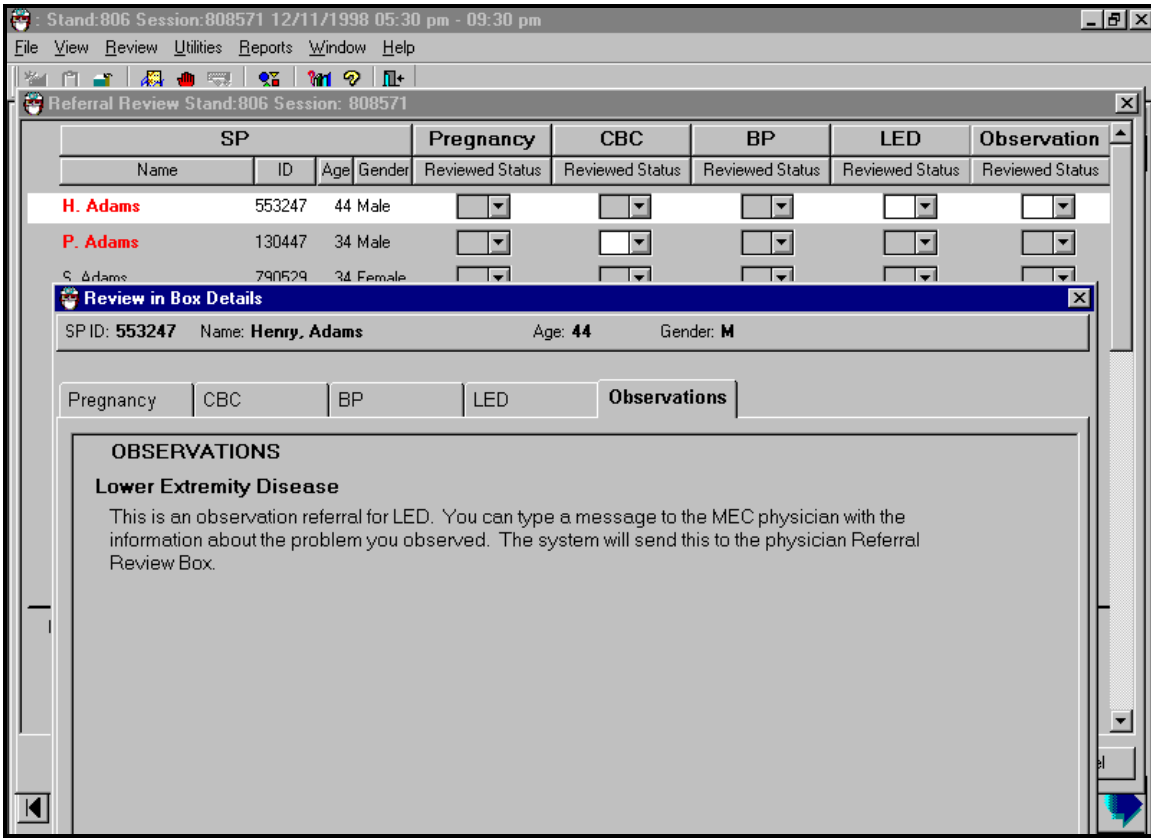 : Stand:806 Session:808571 12/11/1998 05:30 pm - 09:30 pm
File View Review Utilities Reports Window Help
Referral Review Stand:806 Session: 808571
SP Pregnancy CBC BP LED Observation
Name ID Age Gender Reviewed Status Reviewed Status Reviewed Status Reviewed Status Reviewed Status
H. Adams 553247 44 Male
P. Adams 130447 34 Male
S. Adams 790529 34 Female
Review in Box Details
SP ID: 553247 Name: Henry, Adams Age: 44 Gender: M
Pregnancy CBC BP LED Observations
OBSERVATIONS
Lower Extremity Disease
This is an observation referral for LED. You can type a message to the MEC physician with the
information about the problem you observed. The system will send this to the physician Referral
Review Box.